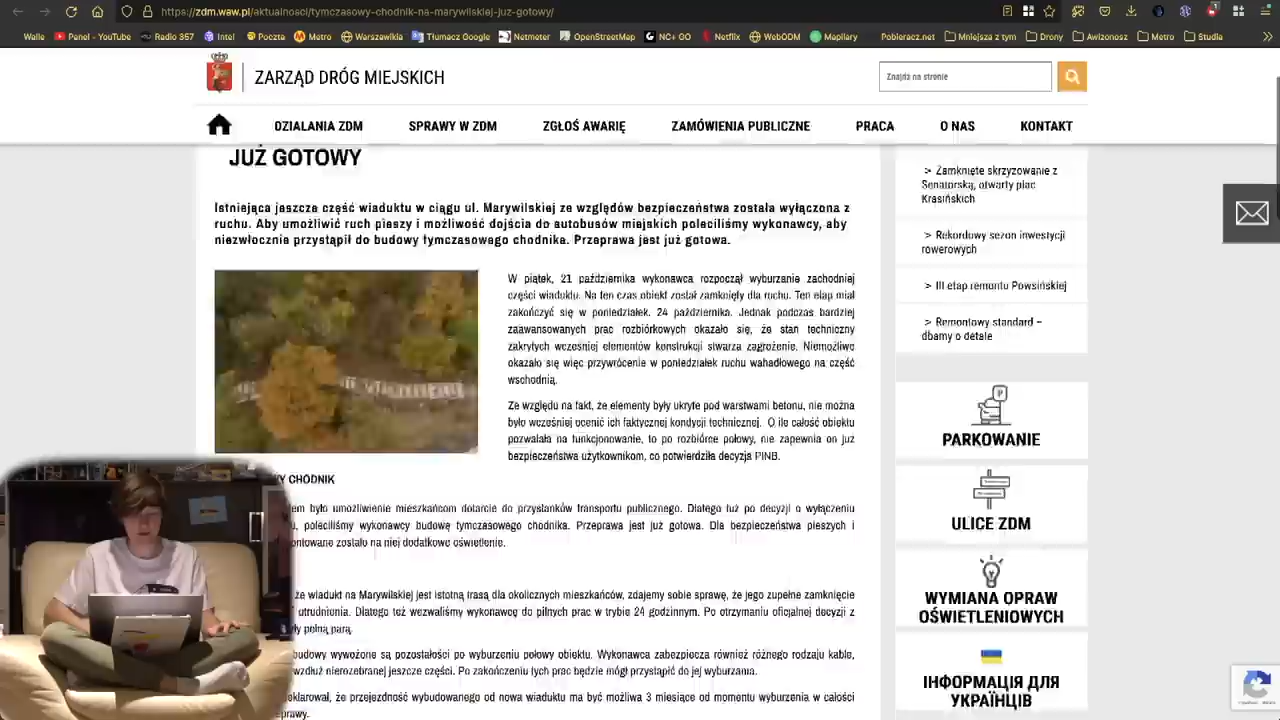 https://zdm.waw.pl/aktualnosci/tymczasowy-chodnik-na-marywilskiej-juz-gotowy/
Walle Panel - YouTube Radio 357 Intel Poczta Metro Warszawikia Tłumacz Google Netmeter OpenStreetMap NC+ GO Netflix WebODM Mapilary Pobierez.net Menjou Domy Awizonosz Metro Studia
ZARZĄD DRÓG MIEJSKICH
Znajdź na stronie
DZIAŁANIA ZDM SPRAWY W ZDM ZGŁOŚ AWARIĘ ZAMÓWIENIA PUBLICZNE PRACA O NAS KONTAKT
JUŻ GOTOWY
Istniejąca jeszcze część wiaduktu w ciągu ul. Marywilskiej ze względów bezpieczeństwa została wyłączona z
ruchu. Aby umożliwić ruch pieszy i możliwość dojścia do autobusów miejskich poleciliśmy wykonawcy, aby
niezwłocznie przystąpił do budowy tymczasowego chodnika. Przeprawa jest już gotowa.
W piątek, 21 października wykonawca rozpoczął wyburzanie zachodniej
części wiaduktu. Na ten czas obiekt został zamknięty dla ruchu. Ten etap miał
zakończyć się w poniedziałek, 24 października. Jednak podczas bardziej
zaawansowanych prac rozbiórkowych okazało się, że stan techniczny
zakrytych wcześniej elementów konstrukcji stwarza zagrożenie. Niemożliwe
okazało się więc przywrócenie w poniedziałek ruchu wahadłowego na część
wschodnią.
Ze względu na fakt, że elementy były ukryte pod warstwami betonu, nie można
było wcześniej ocenić ich faktycznej kondycji technicznej. O ile całość obiektu
pozwalała na funkcjonowanie, to po rozbiórce połowy, nie zapewnia on już
bezpieczeństwa użytkownikom, co potwierdziła decyzja PINB.
Y CHODNIK
em było umożliwienie mieszkańcom dotarcie do przystanków transportu publicznego. Dlatego tuż po decyzji o wyłączeniu
u, poleciliśmy wykonawcy budowę tymczasowego chodnika. Przeprawa jest już gotowa. Dla bezpieczeństwa pieszych i
ontowane zostało na niej dodatkowe oświetlenie.
że wiadukt na Marywilskiej jest istotną trasą dla okolicznych mieszkańców, zdajemy sobie sprawę, że jego zupełne zamknięcie
utrudnienia. Dlatego też wezwaliśmy wykonawcę do pilnych prac w trybie 24 godzinnym. Po otrzymaniu oficjalnej decyzji z
ły pełną parą.
budowy wywożone są pozostałości po wyburzeniu połowy obiektu. Wykonawca zabezpiecza również różnego rodzaju kable,
wzdłuż nierozebranej jeszcze części. Po zakończeniu tych prac będzie mógł przystąpić do jej wyburzania.
eklarował, że przejezdność wybudowanego od nowa wiaduktu ma być możliwa 3 miesiące od momentu wyburzenia w całości
prawy.
> Zamknięte skrzyżowanie z
Senatorską, otwarty plac
Krasińskich
> Rekordowy sezon inwestycji
rowerowych
> III etap remontu Powsińskiej
> Remontowy standard –
dbamy o detale
PARKOWANIE
ULICE ZDM
WYMIANA OPRAW
OŚWIETLENIOWYCH
ІНФОРМАЦІЯ ДЛЯ
УКРАЇНЦІВ